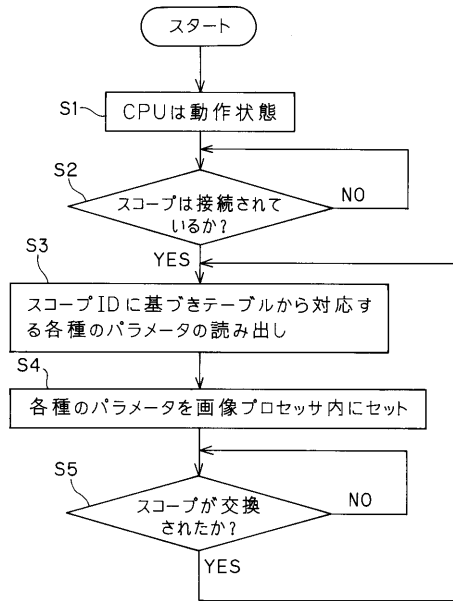 スタート
S1
CPUは動作状態
S2
スコープは接続されて
いるか?
NO
YES
S3
スコープIDに基づきテーブルから対応す
る各種のパラメータの読み出し
S4
各種のパラメータを画像プロセッサ内にセット
S5
スコープが交換
されたか?
NO
YES